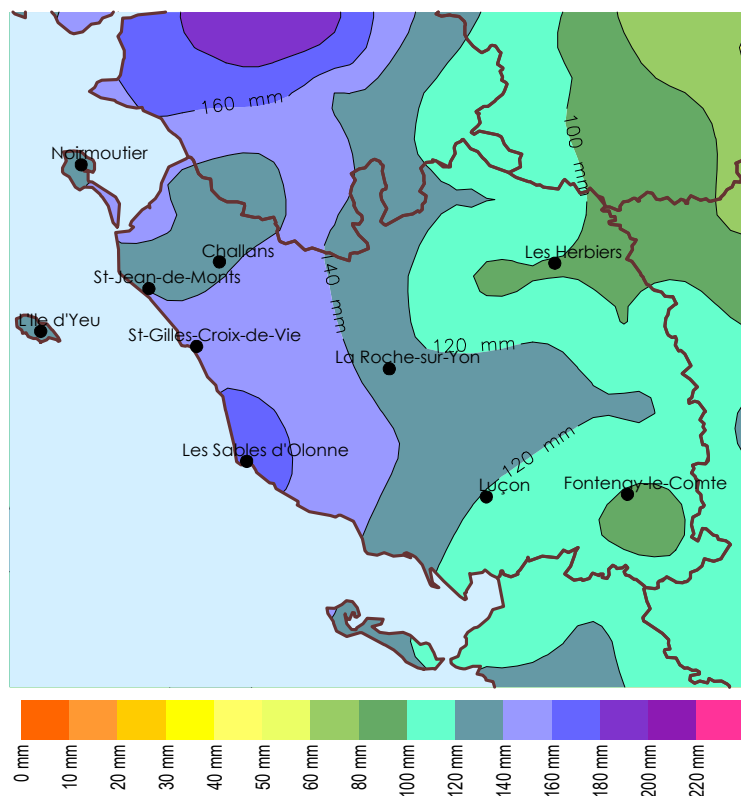 160 mm
100 mm
Noirmoutier
Challans
Les Herbiers
St-Jean-de-Monts
140 mm
L'Ile d'Yeu
St-Gilles-Croix-de-Vie
120 mm
La Roche-sur-Yon
120 mm
Les Sables d'Olonne
Luçon
Fontenay-le-Comte
0 mm
10 mm
20 mm
30 mm
40 mm
50 mm
60 mm
80 mm
100 mm
120 mm
140 mm
160 mm
180 mm
200 mm
220 mm